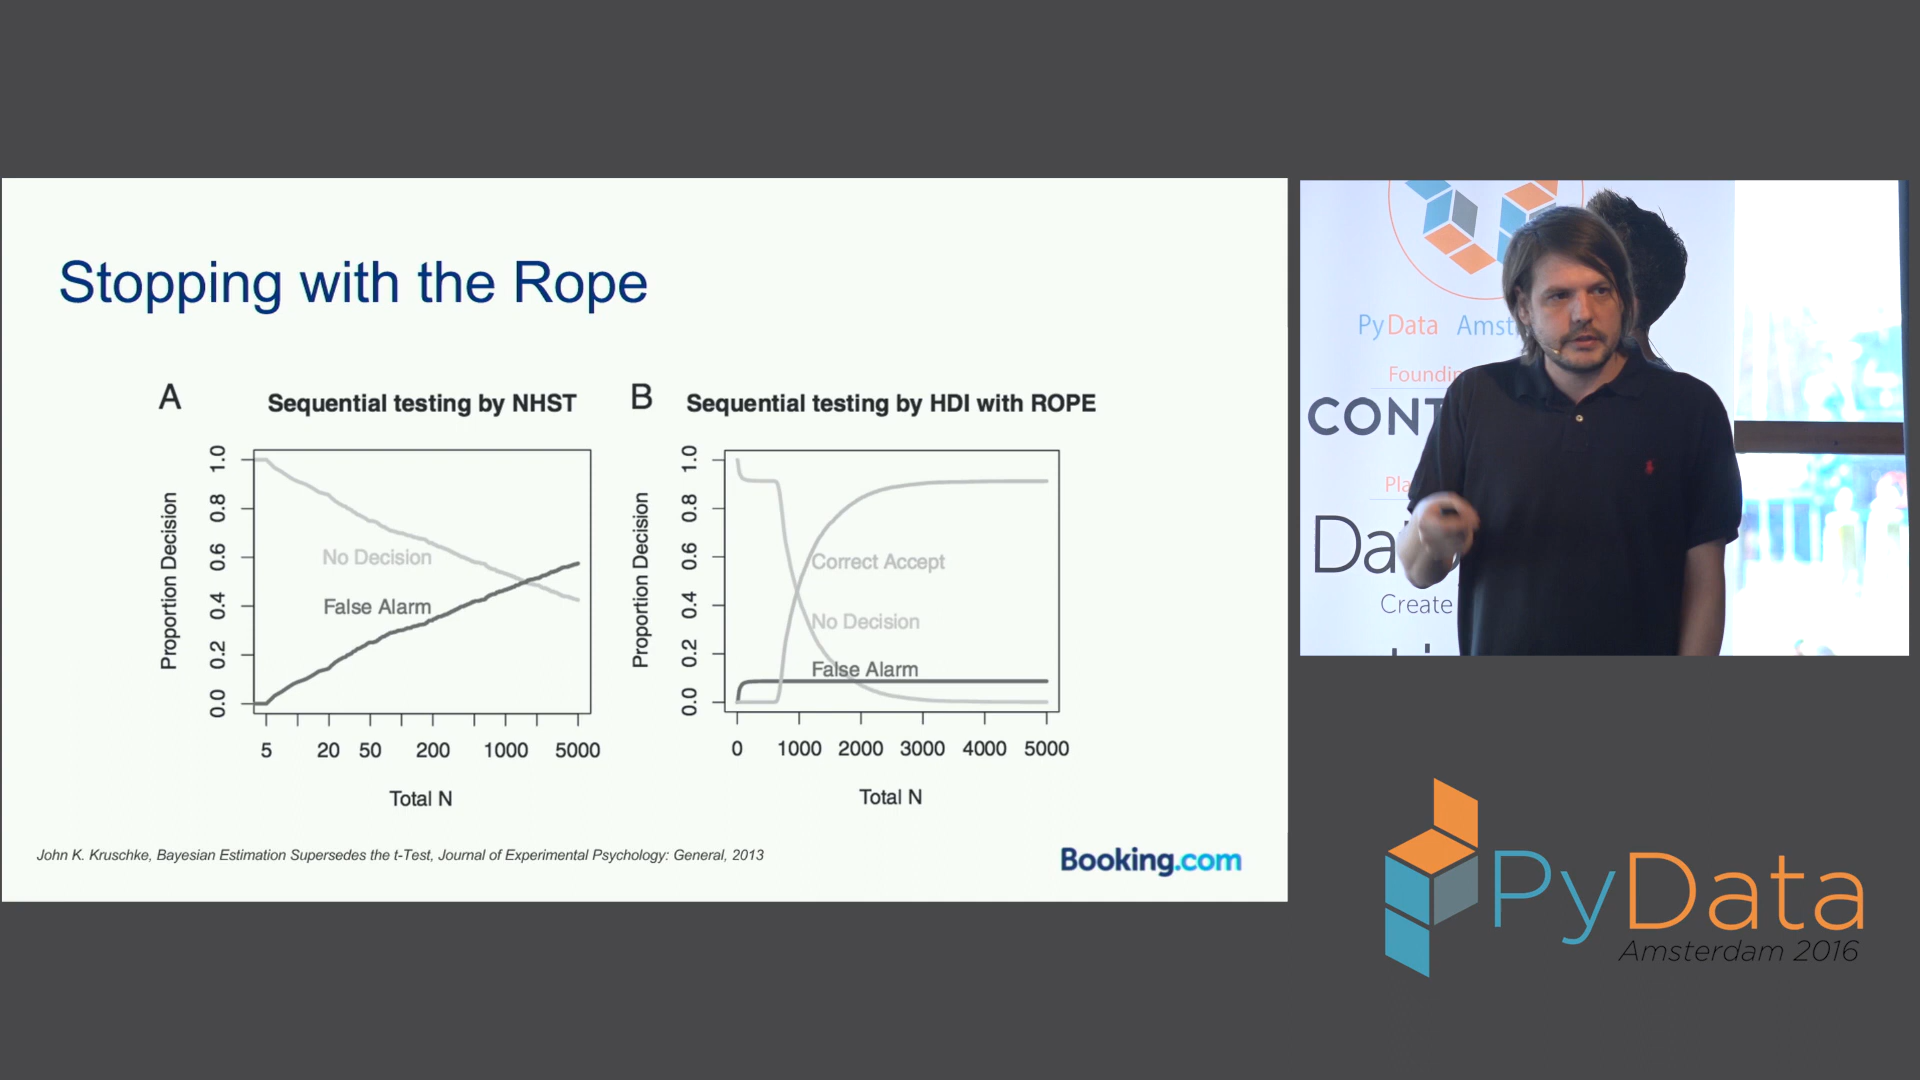 Stopping with the Rope
A
Sequential testing by NHST
Proportion Decision
1.0
0.8
0.6
0.4
0.2
0.0
No Decision
False Alarm
5 20 50 200 1000 5000
Total N
B
Sequential testing by HDI with ROPE
Proportion Decision
1.0
0.8
0.6
0.4
0.2
0.0
Correct Accept
No Decision
False Alarm
0 1000 2000 3000 4000 5000
Total N
John K. Kruschke, Bayesian Estimation Supersedes the t-Test, Journal of Experimental Psychology: General, 2013
Booking.com
PyData Amst
Foundin
CONT
Pla
Da
Create
PyData
Amsterdam 2016